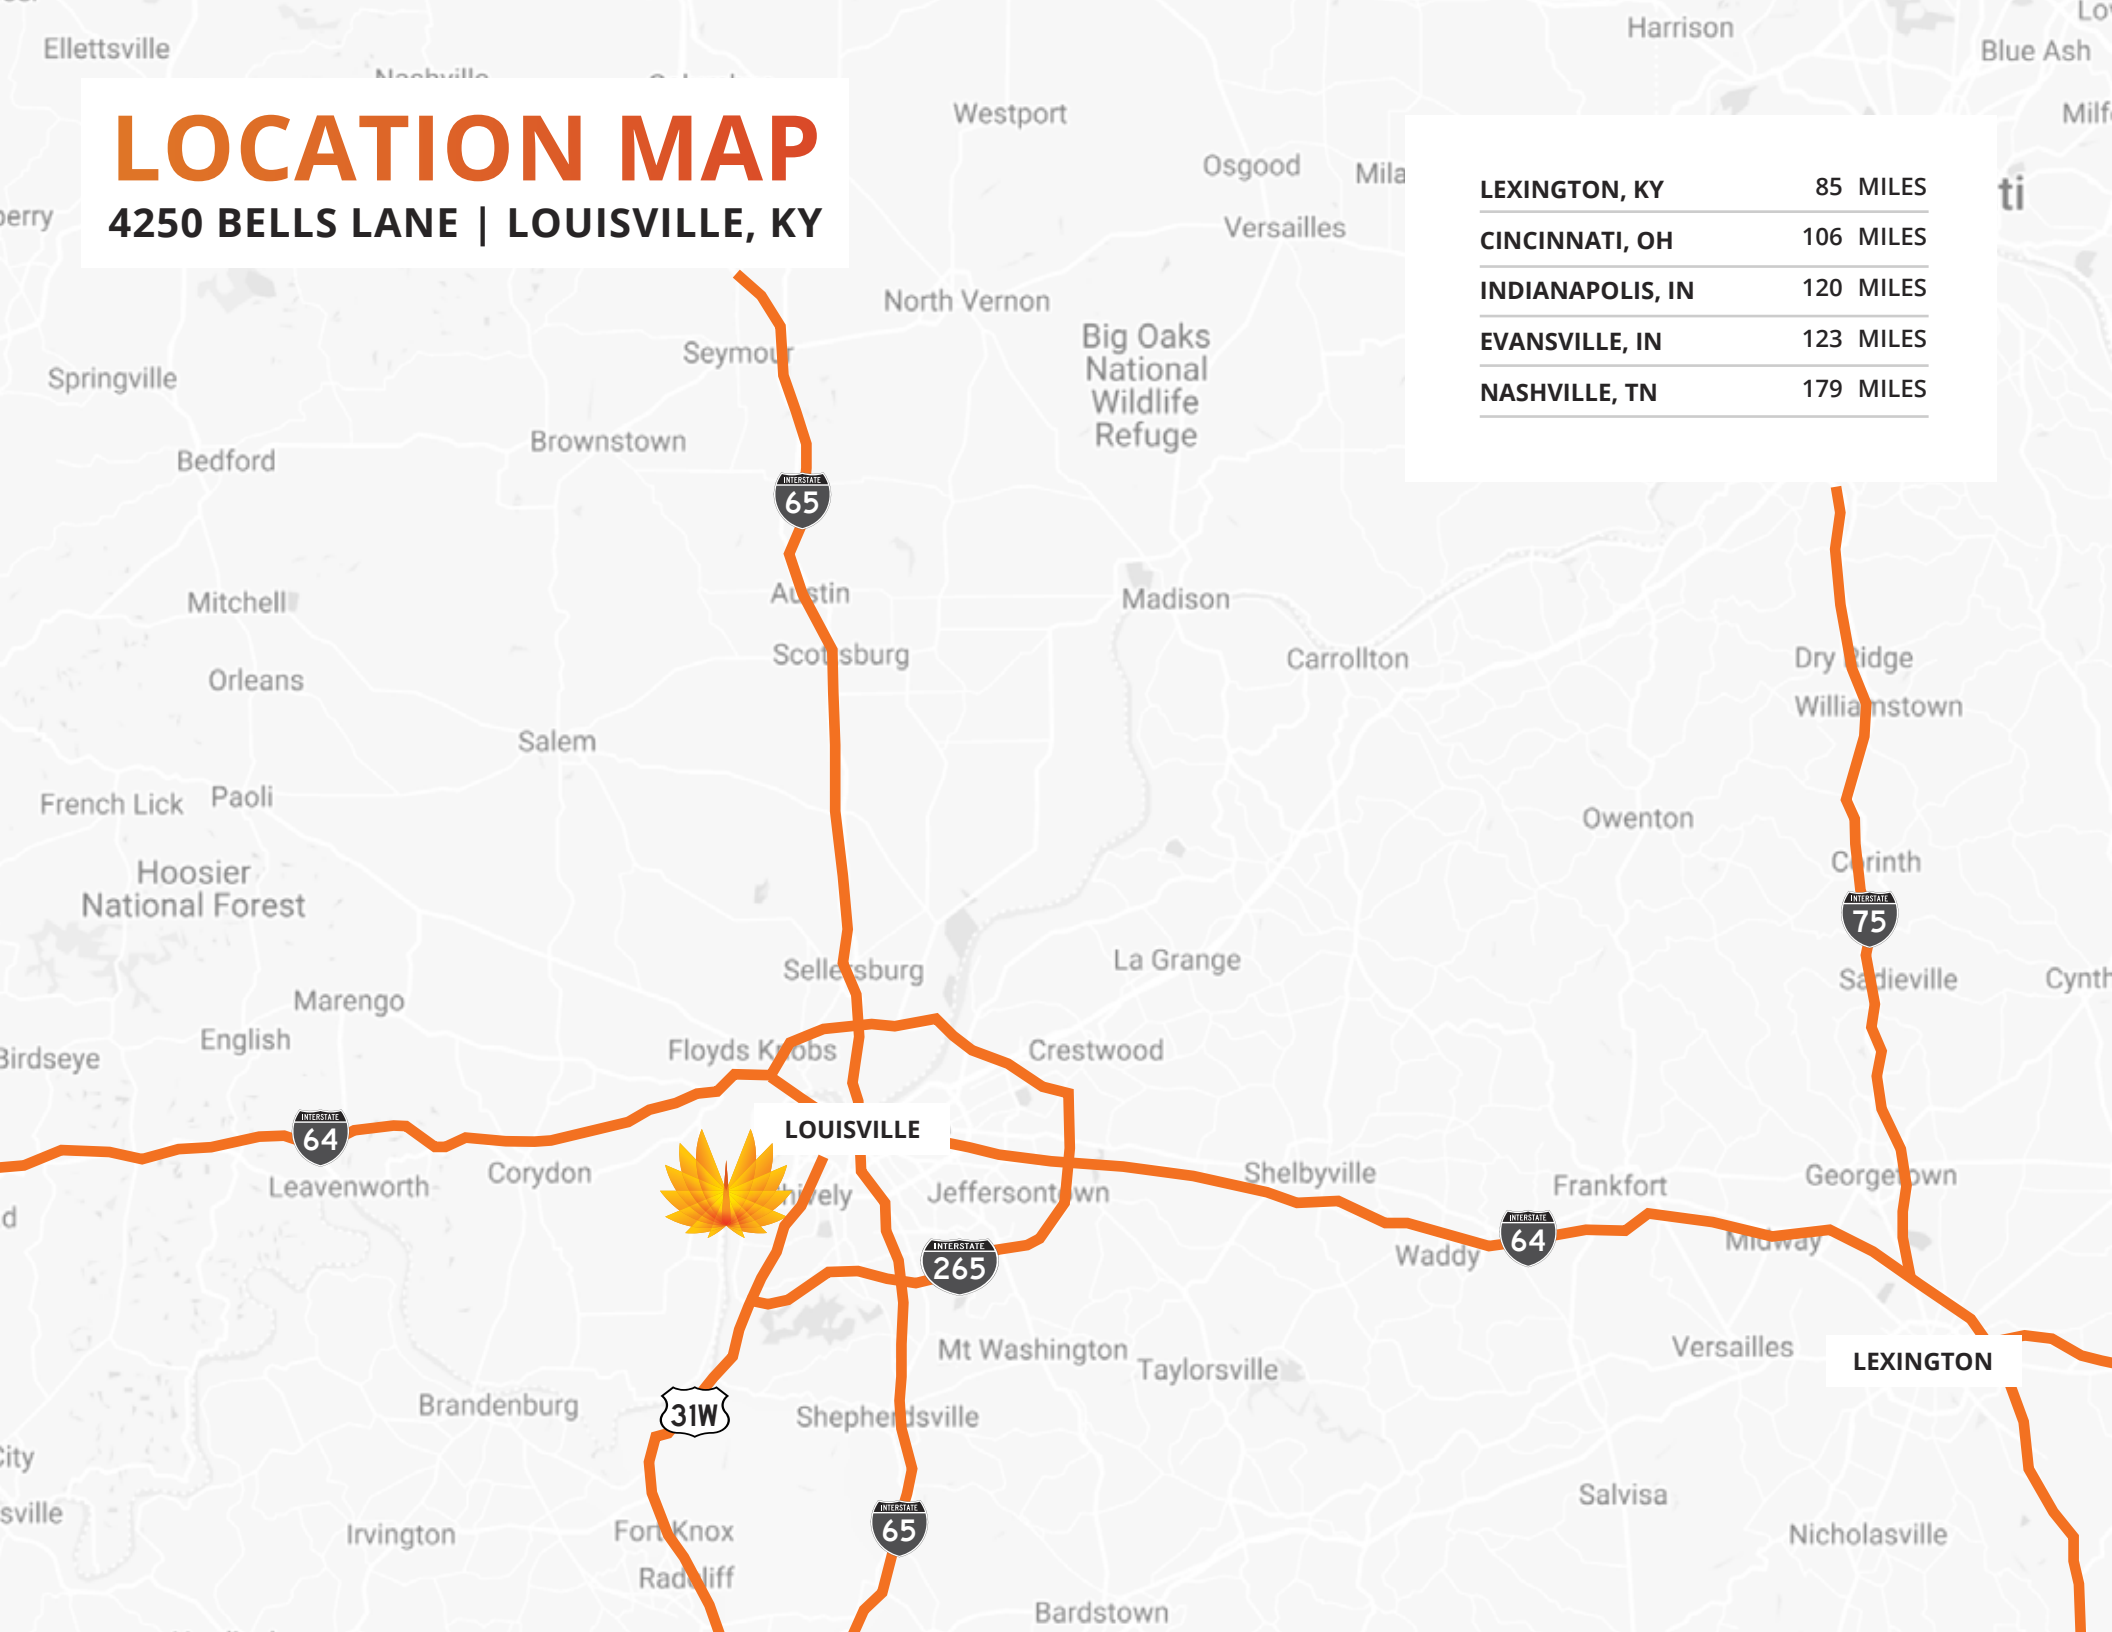 Harrison
Blue Ash
Ellettsville
Westport
LOCATION MAP
4250 BELLS LANE | LOUISVILLE, KY
Osgood
Versailles
LEXINGTON, KY 85 MILES
CINCINNATI, OH 106 MILES
INDIANAPOLIS, IN 120 MILES
EVANSVILLE, IN 123 MILES
NASHVILLE, TN 179 MILES
North Vernon
Big Oaks
National
Wildlife
Refuge
Seymour
Springville
Brownstown
Bedford
INTERSTATE
65
Austin
Mitchell
Madison
Scottsburg
Carrollton
Dry Ridge
Orleans
Williamstown
Salem
French Lick
Paoli
Owenton
Corinth
Hoosier
National Forest
INTERSTATE
75
Sellersburg
La Grange
Sadieville
Marengo
English
Birdseye
Floyds Knobs
Crestwood
INTERSTATE
64
LOUISVILLE
Corydon
Leavenworth
Jeffersontown
Shelbyville
Frankfort
Georgetown
INTERSTATE
265
INTERSTATE
64
Waddy
Midway
Mt Washington
Taylorsville
Versailles
LEXINGTON
Brandenburg
31W
Shepherdsville
City
sville
Salvisa
INTERSTATE
65
Irvington
Fort Knox
Nicholasville
Radcliff
Bardstown